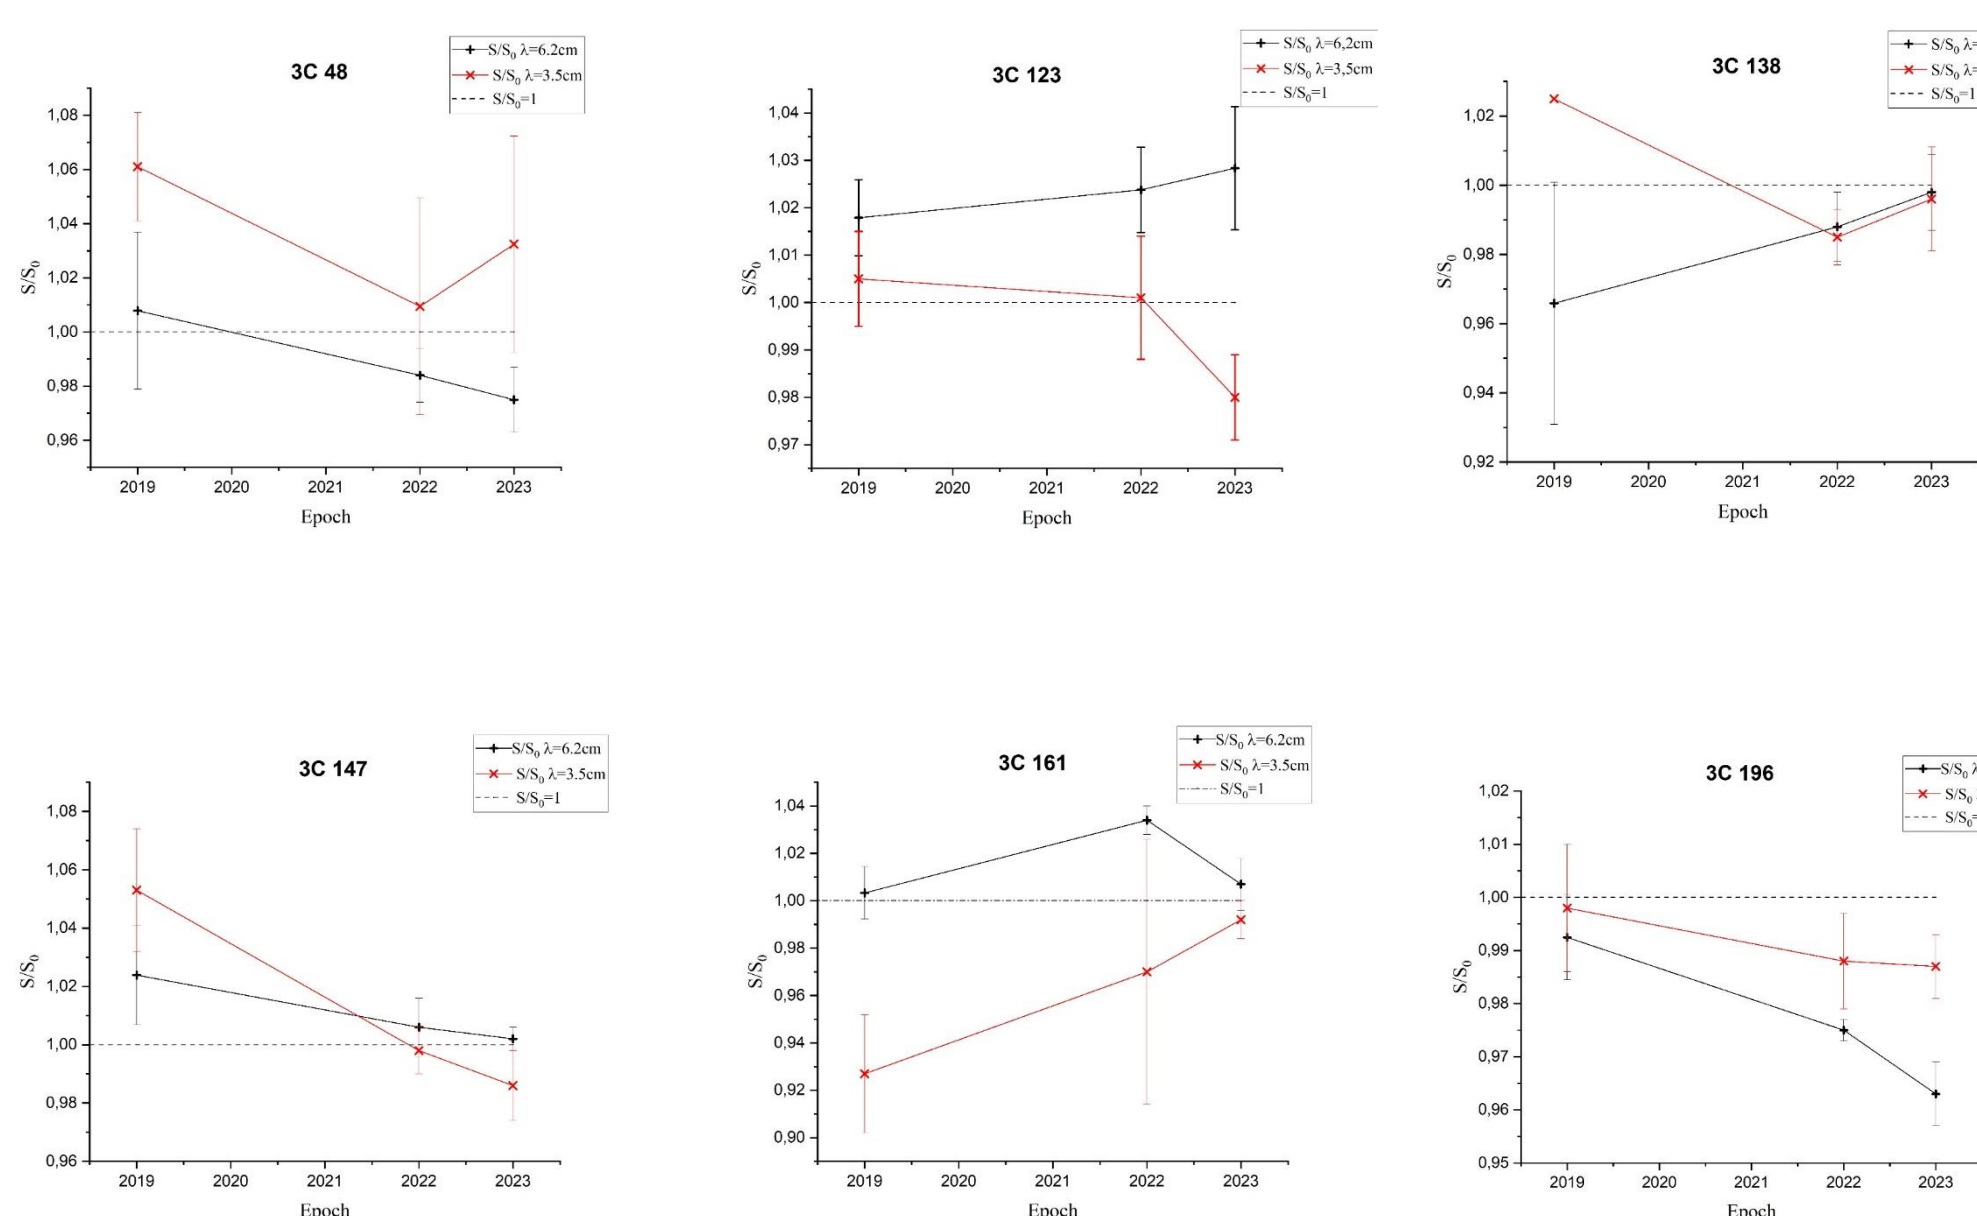 3C 48
S/S₀ λ=6.2cm
S/S₀ λ=3.5cm
S/S₀=1
1,08
1,06
1,04
1,02
1,00
0,98
0,96
S/S₀
2019 2020 2021 2022 2023
Epoch
3C 123
S/S₀ λ=6,2cm
S/S₀ λ=3,5cm
S/S₀=1
1,04
1,03
1,02
1,01
1,00
0,99
0,98
0,97
S/S₀
2019 2020 2021 2022 2023
Epoch
3C 138
S/S₀ λ=
S/S₀ λ=
S/S₀=1
1,02
1,00
0,98
0,96
0,94
0,92
S/S₀
2019 2020 2021 2022 2023
Epoch
3C 147
S/S₀ λ=6.2cm
S/S₀ λ=3.5cm
S/S₀=1
1,08
1,06
1,04
1,02
1,00
0,98
0,96
S/S₀
2019 2020 2021 2022 2023
Epoch
3C 161
S/S₀ λ=6.2cm
S/S₀ λ=3.5cm
S/S₀=1
1,04
1,02
1,00
0,98
0,96
0,94
0,92
0,90
S/S₀
2019 2020 2021 2022 2023
Epoch
3C 196
S/S₀ λ
S/S₀
S/S₀=
1,02
1,01
1,00
0,99
0,98
0,97
0,96
0,95
S/S₀
2019 2020 2021 2022 2023
Epoch